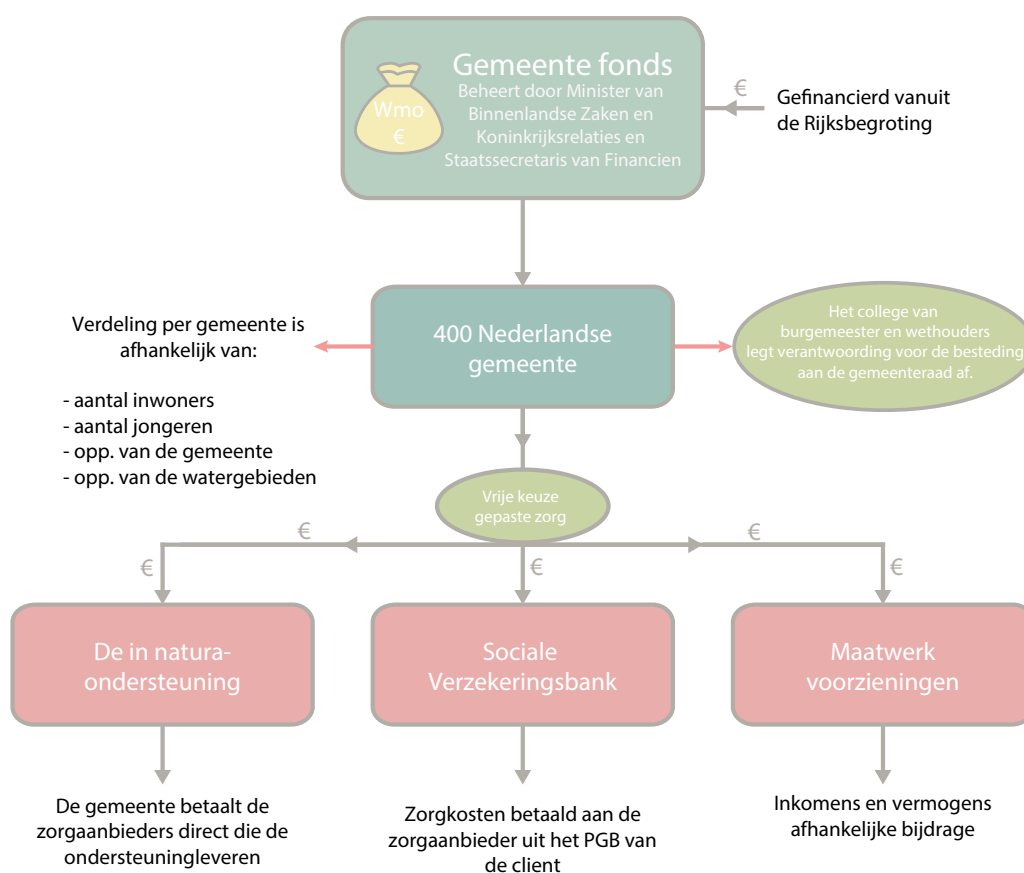 Gemeente fonds
Beheert door Minister van
Binnenlandse Zaken en
Koninkrijksrelaties en
Staatssecretaris van Financien
Wmo
€
€
Gefinancierd vanuit
de Rijksbegroting
Verdeling per gemeente is
afhankelijk van:
- aantal inwoners
- aantal jongeren
- opp. van de gemeente
- opp. van de watergebieden
400 Nederlandse
gemeente
Het college van
burgemeester en wethouders
legt verantwoording voor de besteding
aan de gemeenteraad af.
Vrije keuze
gepaste zorg
€
€
€
€
€
De in natura-
ondersteuning
Sociale
Verzekeringsbank
Maatwerk
voorzieningen
De gemeente betaalt de
zorgaanbieders direct die de
ondersteuningleveren
Zorgkosten betaald aan de
zorgaanbieder uit het PGB van
de client
Inkomens en vermogens
afhankelijke bijdrage